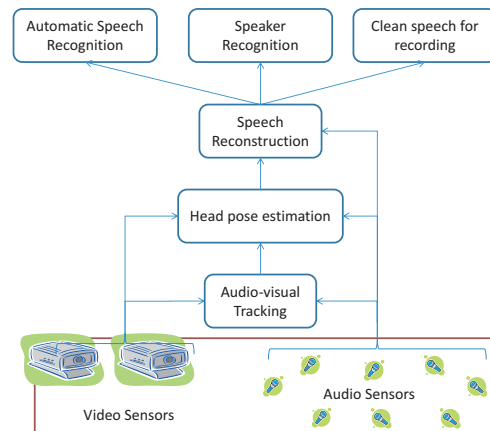 Automatic Speech
Recognition
Speaker
Recognition
Clean speech for
recording
Speech
Reconstruction
Head pose estimation
Audio-visual
Tracking
Video Sensors
Audio Sensors